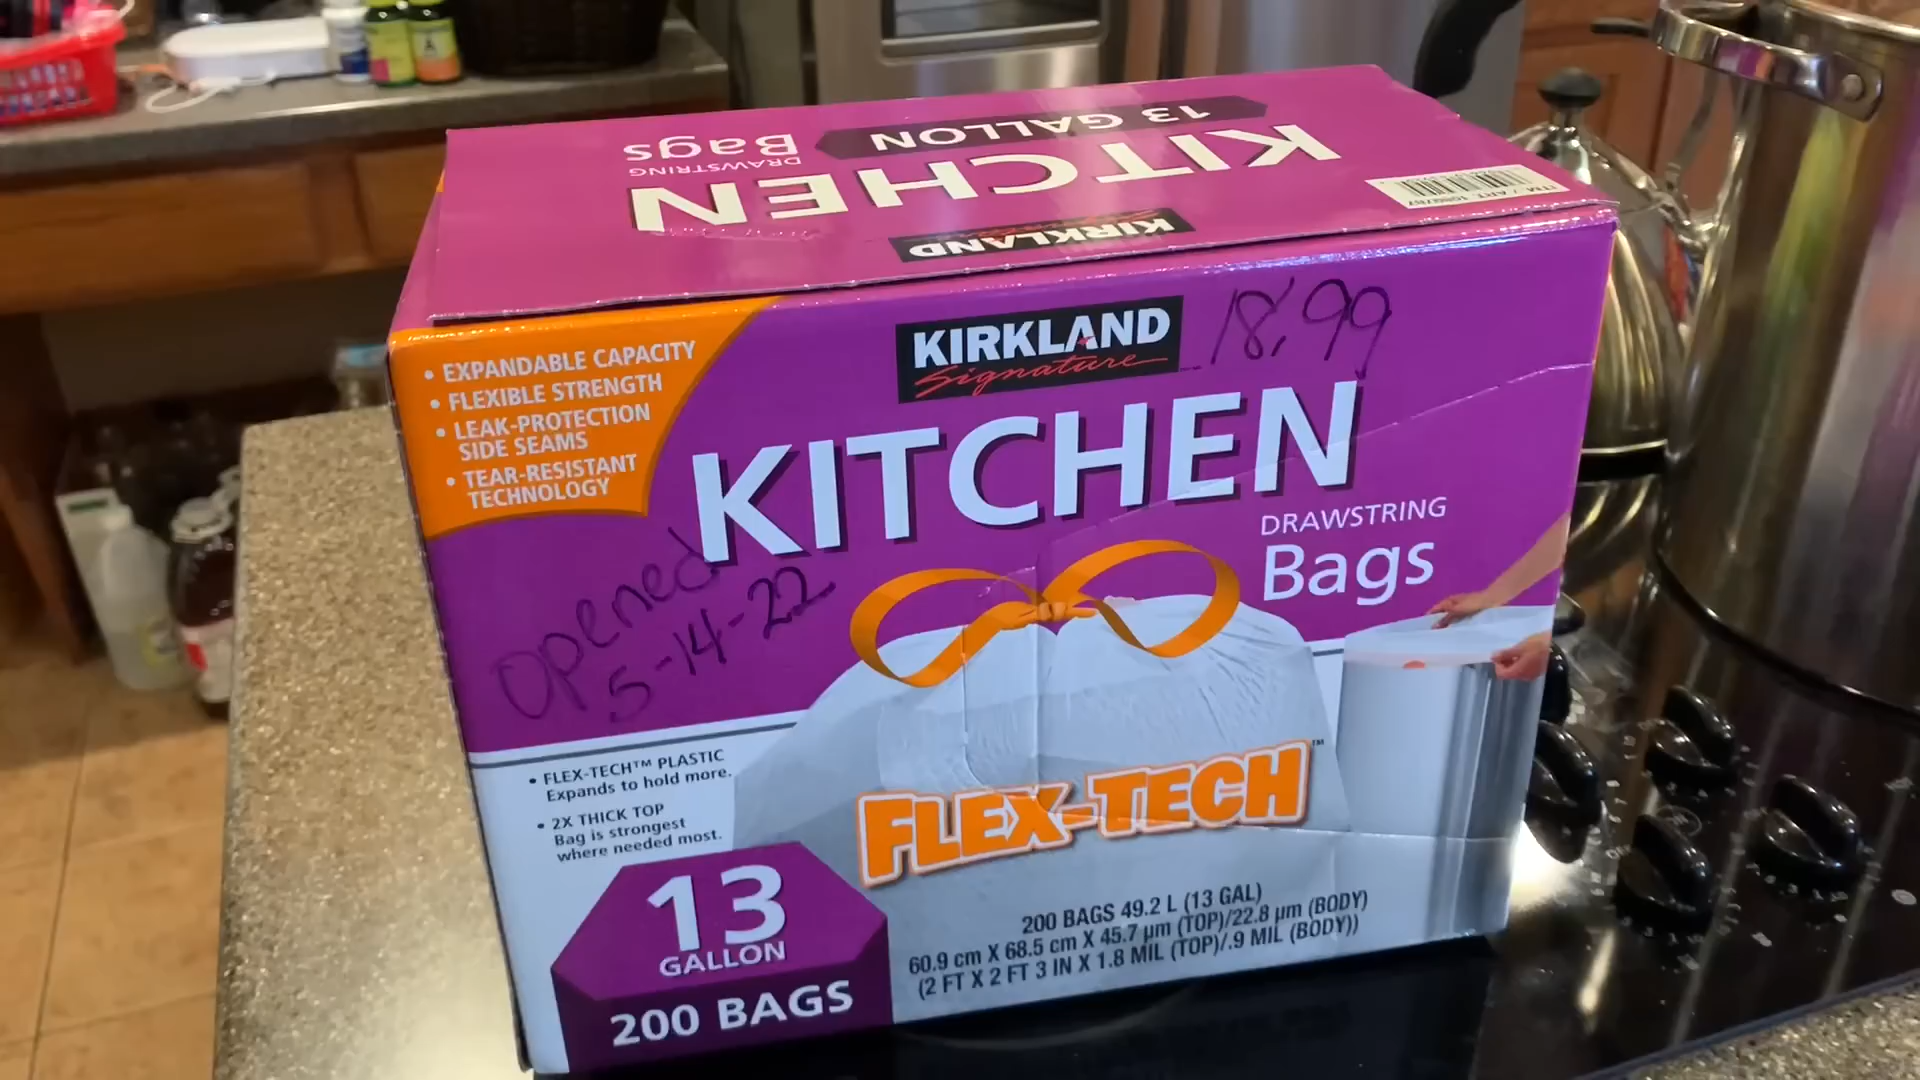 13 GALLON
DRAWSTRING
Bags
KITCHEN
KIRKLAND
ITM. / ART.
KIRKLAND
Signature
18.99
• EXPANDABLE CAPACITY
• FLEXIBLE STRENGTH
• LEAK-PROTECTION
SIDE SEAMS
• TEAR-RESISTANT
TECHNOLOGY
KITCHEN
DRAWSTRING
Bags
opened
5-14-22
• FLEX-TECH™ PLASTIC
Expands to hold more.
• 2X THICK TOP
Bag is strongest
where needed most.
FLEX-TECH™
13
GALLON
200 BAGS
200 BAGS 49.2 L (13 GAL)
60.9 cm X 68.5 cm X 45.7 µm (TOP)/22.8 µm (BODY)
(2 FT X 2 FT 3 IN X 1.8 MIL (TOP)/.9 MIL (BODY))